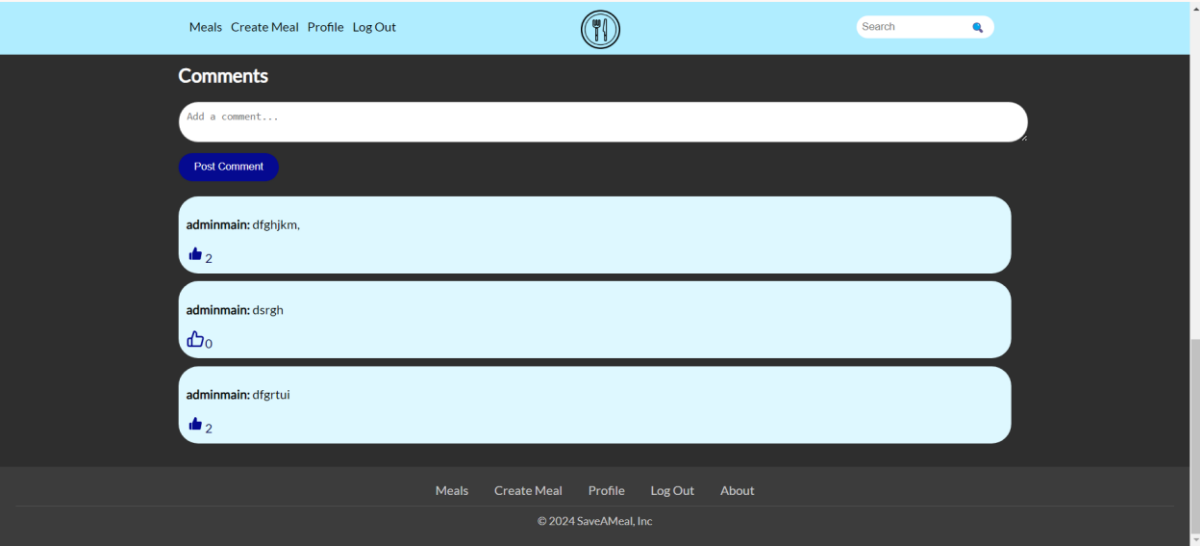 Meals Create Meal Profile Log Out Search
Comments
Add a comment...
Post Comment
adminmain: dfghjkm,
2
adminmain: dsrgh
0
adminmain: dfgrtui
2
Meals Create Meal Profile Log Out About
© 2024 SaveAMeal, Inc